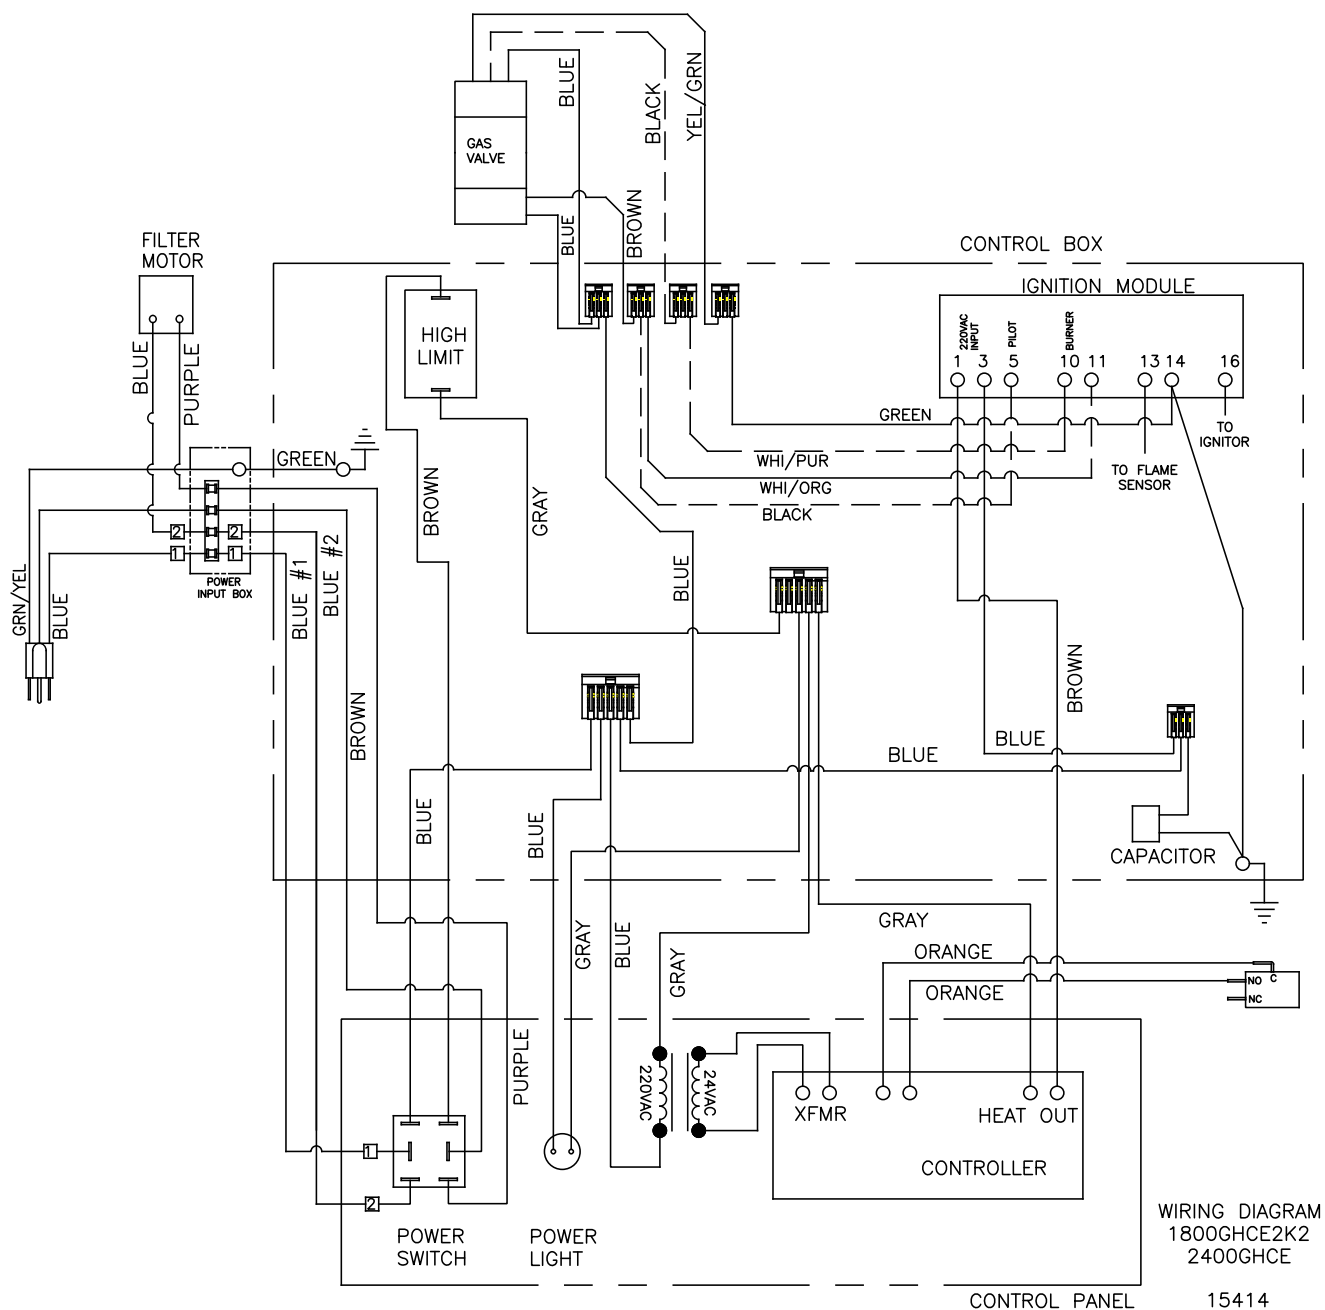 BLUE
BLACK
YEL/GRN
GAS
VALVE
BLUE
BROWN
FILTER
MOTOR
CONTROL BOX
IGNITION MODULE
HIGH
LIMIT
220VAC
INPUT
PILOT
BURNER
1 3 5 10 11 13 14 16
BLUE
PURPLE
GREEN
TO
IGNITOR
GREEN
WHI/PUR
TO FLAME
SENSOR
WHI/ORG
BLACK
BROWN
GRAY
2 2
1 1
POWER
INPUT BOX
GRN/YEL
BLUE
BLUE #1
BLUE #2
BLUE
BROWN
BROWN
BLUE
BLUE
BLUE
BLUE
CAPACITOR
GRAY
GRAY
BLUE
GRAY
ORANGE
ORANGE
NO C
NC
PURPLE
220VAC
24VAC
XFMR
HEAT OUT
1
CONTROLLER
2
POWER
SWITCH
POWER
LIGHT
WIRING DIAGRAM
1800GHCE2K2
2400GHCE
CONTROL PANEL
15414